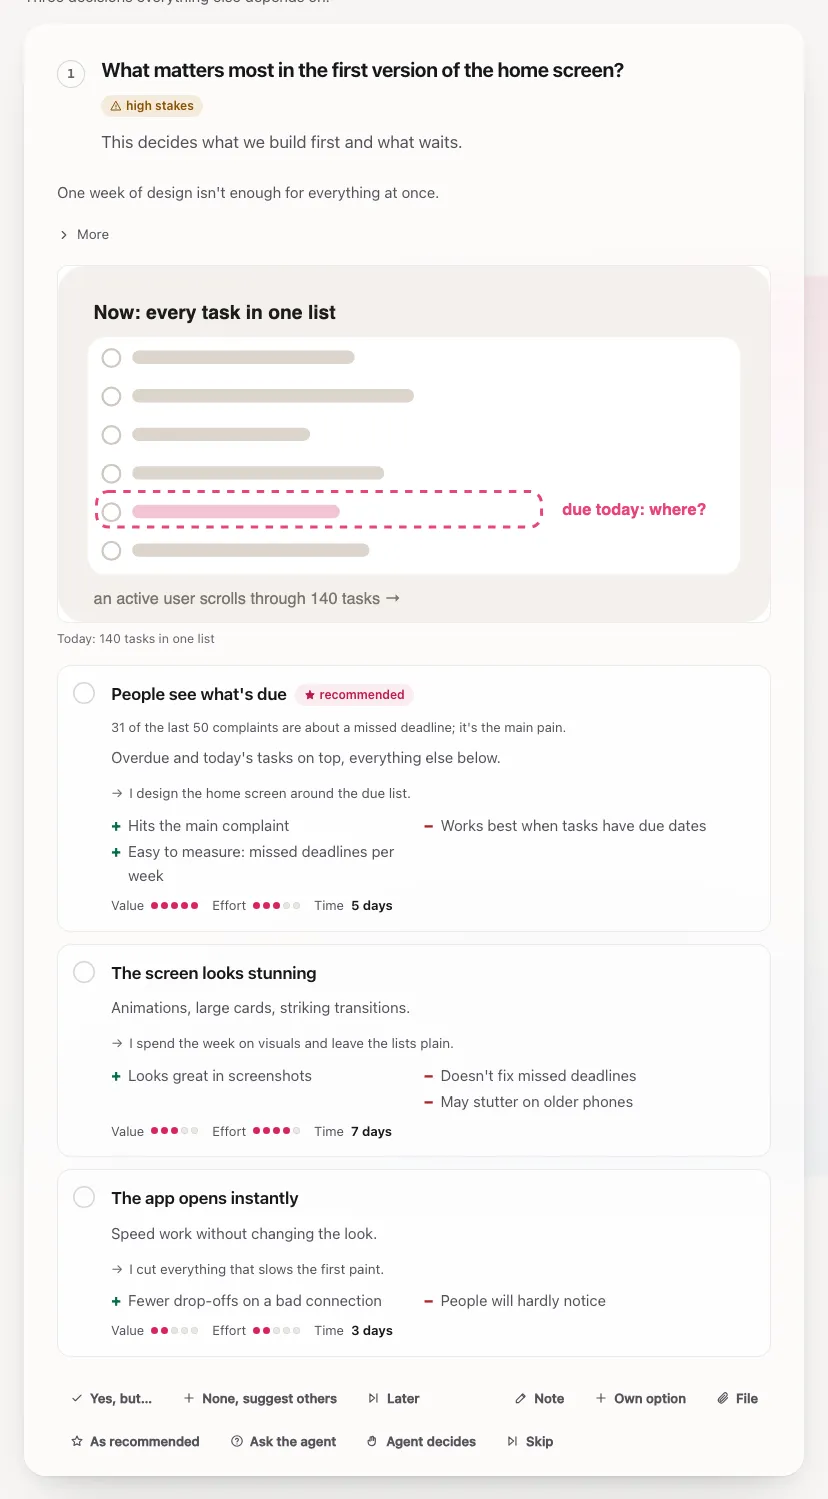 1
What matters most in the first version of the home screen?
high stakes
This decides what we build first and what waits.
One week of design isn't enough for everything at once.
More
Now: every task in one list
due today: where?
an active user scrolls through 140 tasks →
Today: 140 tasks in one list
People see what's due
recommended
31 of the last 50 complaints are about a missed deadline; it's the main pain.
Overdue and today's tasks on top, everything else below.
→ I design the home screen around the due list.
+ Hits the main complaint
− Works best when tasks have due dates
+ Easy to measure: missed deadlines per
week
Value Effort Time 5 days
The screen looks stunning
Animations, large cards, striking transitions.
→ I spend the week on visuals and leave the lists plain.
+ Looks great in screenshots
− Doesn't fix missed deadlines
− May stutter on older phones
Value Effort Time 7 days
The app opens instantly
Speed work without changing the look.
→ I cut everything that slows the first paint.
+ Fewer drop-offs on a bad connection
− People will hardly notice
Value Effort Time 3 days
Yes, but... + None, suggest others Later Note + Own option File
As recommended Ask the agent Agent decides Skip